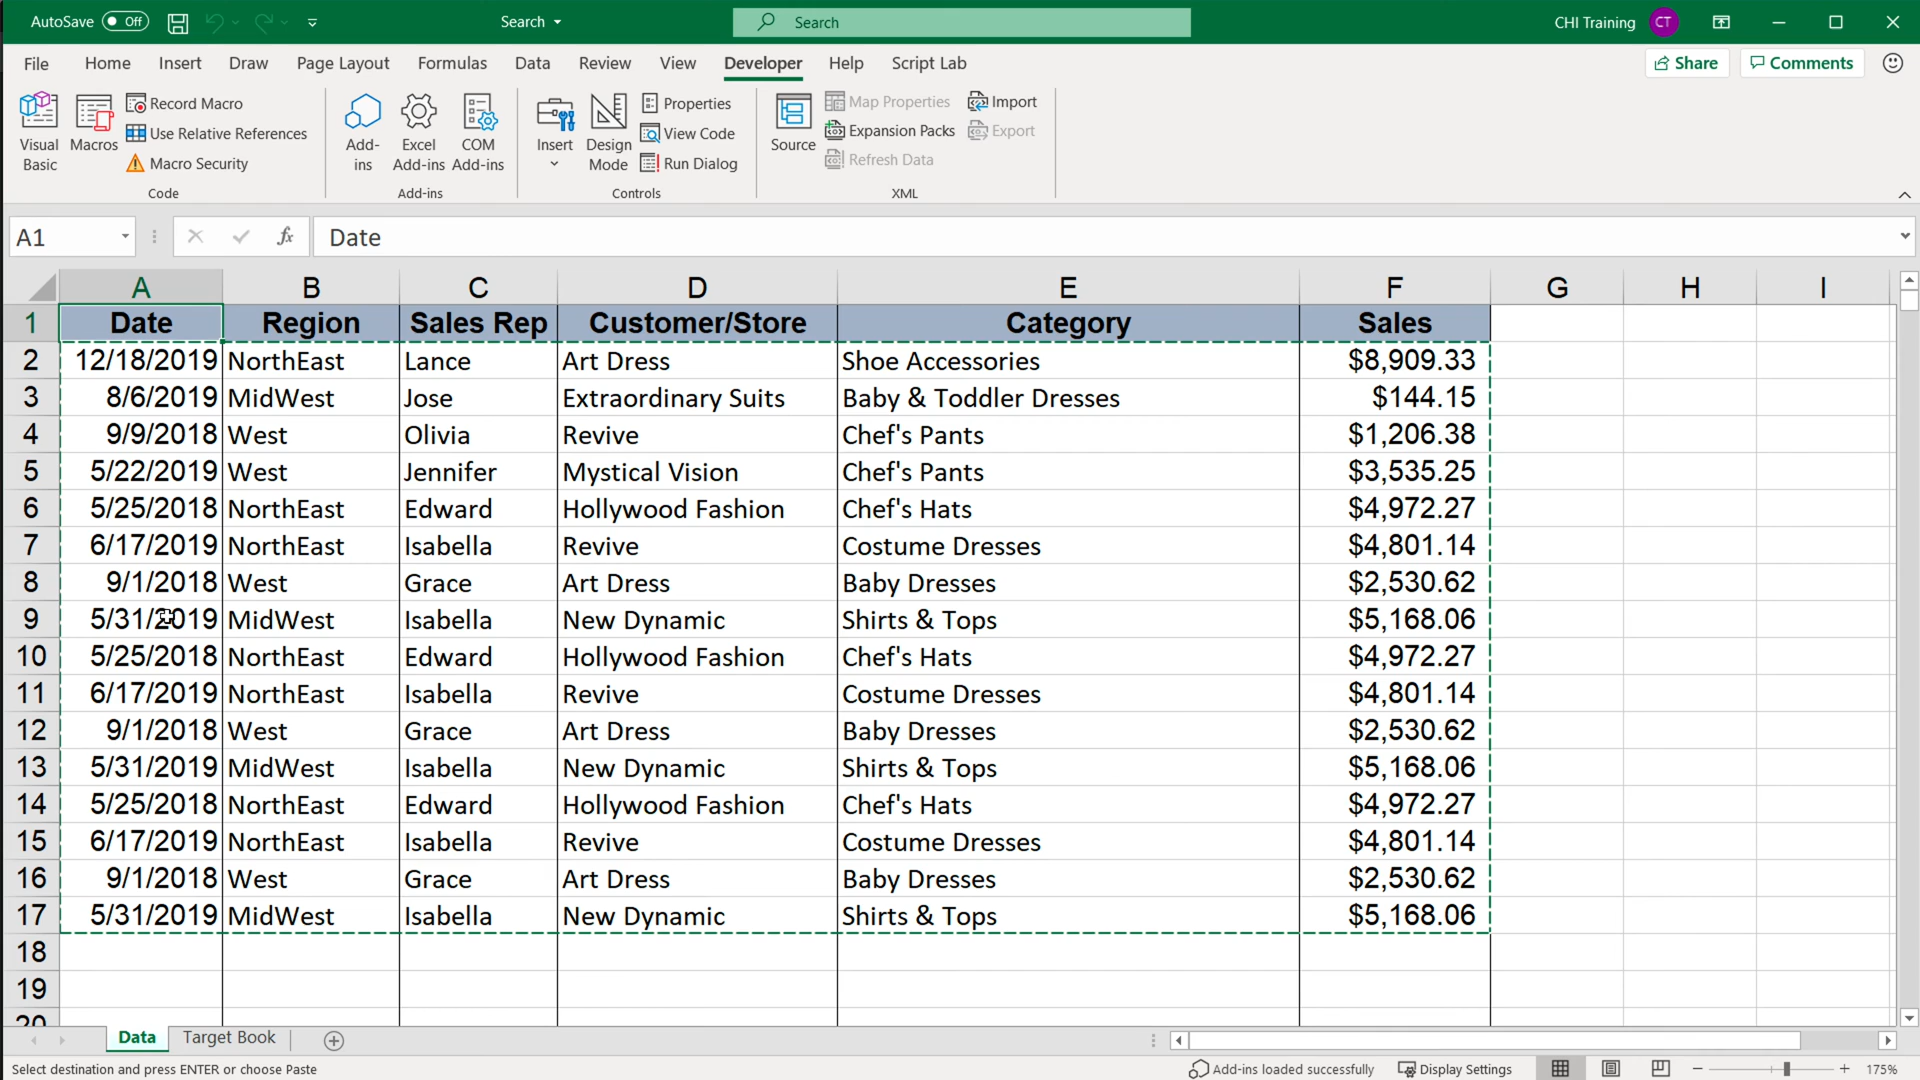 AutoSave Off Search Search CHI Training CT
File Home Insert Draw Page Layout Formulas Data Review View Developer Help Script Lab Share Comments
Visual Basic
Macros
Record Macro
Use Relative References
Macro Security
Code
Add-ins
Excel Add-ins
COM Add-ins
Add-ins
Insert
Design Mode
Properties
View Code
Run Dialog
Controls
Source
Map Properties
Expansion Packs
Refresh Data
Import
Export
XML
A1 fx Date
A B C D E F G H I
1 Date Region Sales Rep Customer/Store Category Sales
2 12/18/2019 NorthEast Lance Art Dress Shoe Accessories $8,909.33
3 8/6/2019 MidWest Jose Extraordinary Suits Baby & Toddler Dresses $144.15
4 9/9/2018 West Olivia Revive Chef's Pants $1,206.38
5 5/22/2019 West Jennifer Mystical Vision Chef's Pants $3,535.25
6 5/25/2018 NorthEast Edward Hollywood Fashion Chef's Hats $4,972.27
7 6/17/2019 NorthEast Isabella Revive Costume Dresses $4,801.14
8 9/1/2018 West Grace Art Dress Baby Dresses $2,530.62
9 5/31/2019 MidWest Isabella New Dynamic Shirts & Tops $5,168.06
10 5/25/2018 NorthEast Edward Hollywood Fashion Chef's Hats $4,972.27
11 6/17/2019 NorthEast Isabella Revive Costume Dresses $4,801.14
12 9/1/2018 West Grace Art Dress Baby Dresses $2,530.62
13 5/31/2019 MidWest Isabella New Dynamic Shirts & Tops $5,168.06
14 5/25/2018 NorthEast Edward Hollywood Fashion Chef's Hats $4,972.27
15 6/17/2019 NorthEast Isabella Revive Costume Dresses $4,801.14
16 9/1/2018 West Grace Art Dress Baby Dresses $2,530.62
17 5/31/2019 MidWest Isabella New Dynamic Shirts & Tops $5,168.06
18
19
20
Data Target Book
Select destination and press ENTER or choose Paste Add-ins loaded successfully Display Settings 175%